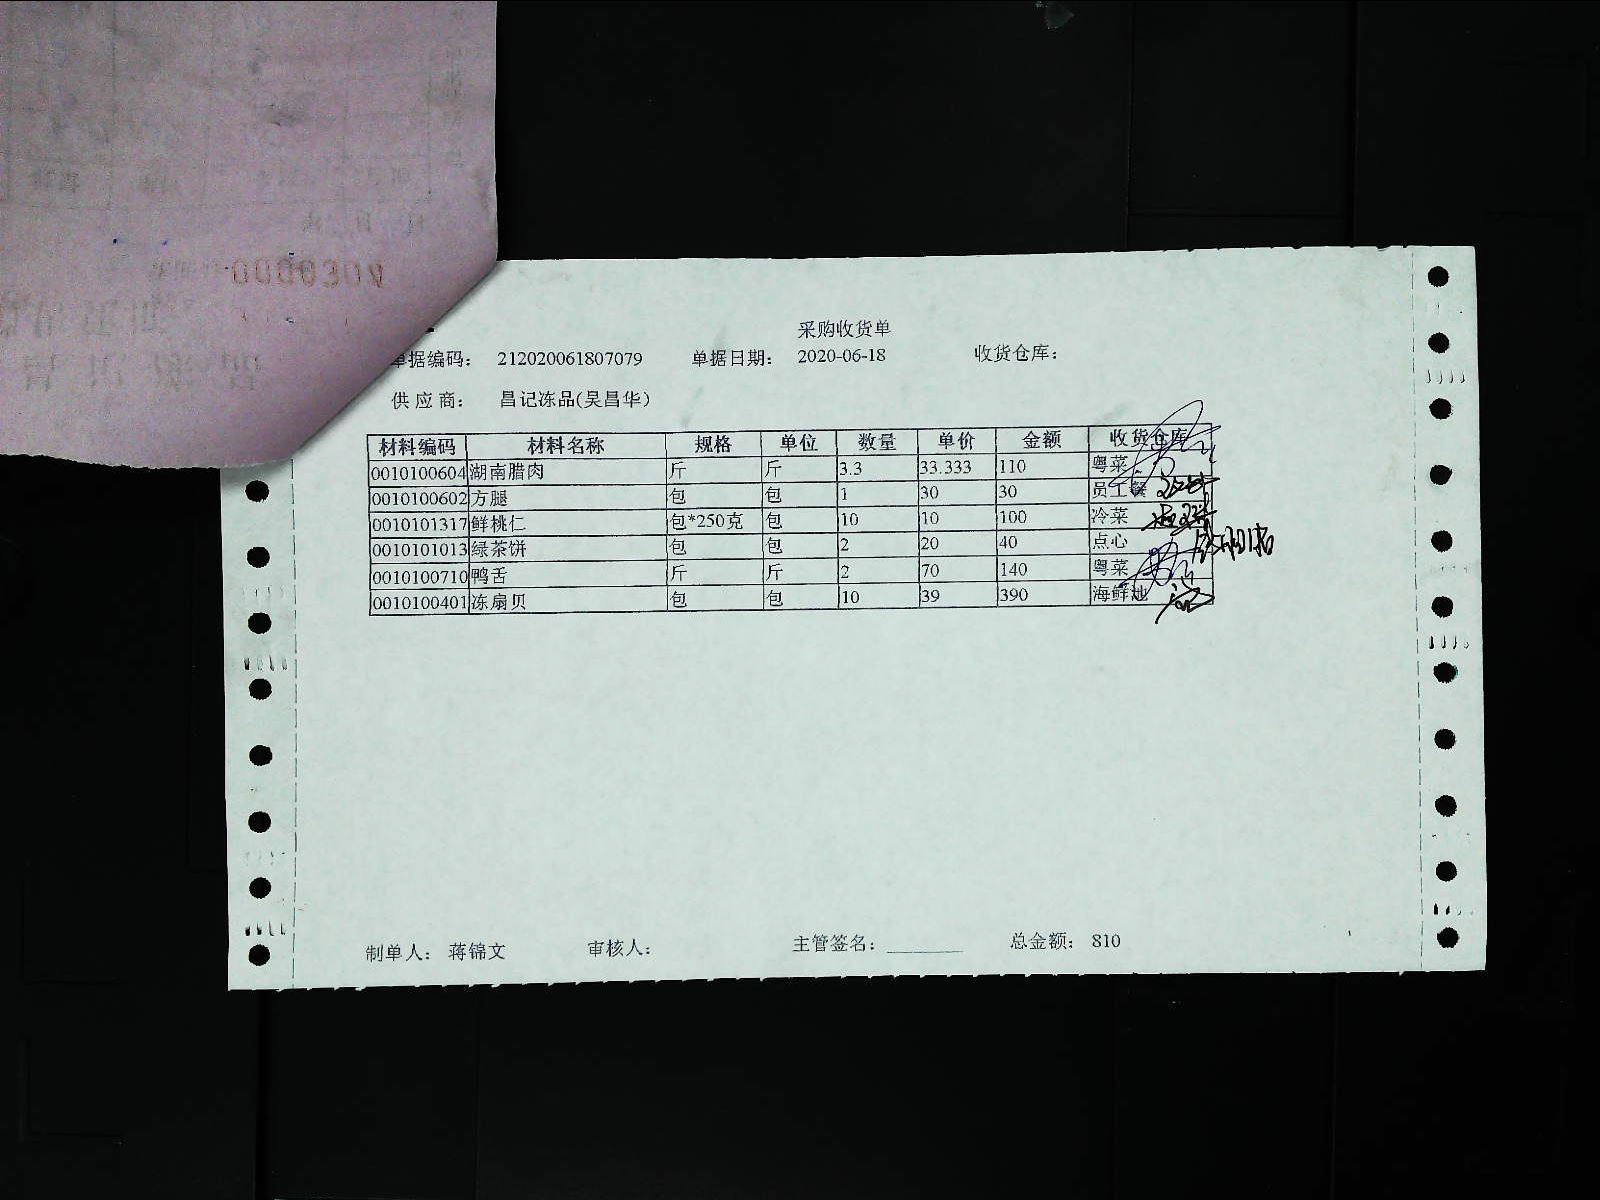 采购收货单
单据编码： 212020061807079 单据日期： 2020-06-18 收货仓库：
供应商： 昌记冻品(吴昌华)
材料编码 材料名称 规格 单位 数量 单价 金额 收货仓库
0010100604 湖南腊肉 斤 斤 3.3 33.333 110 粤菜
0010100602 方腿 包 包 1 30 30 员工餐
0010101317 鲜桃仁 包*250克 包 10 10 100 冷菜
0010101013 绿茶饼 包 包 2 20 40 点心
0010100710 鸭舌 斤 斤 2 70 140 粤菜
0010100401 冻扇贝 包 包 10 39 390 海鲜池
制单人： 蒋锦文 审核人： 主管签名： 总金额： 810